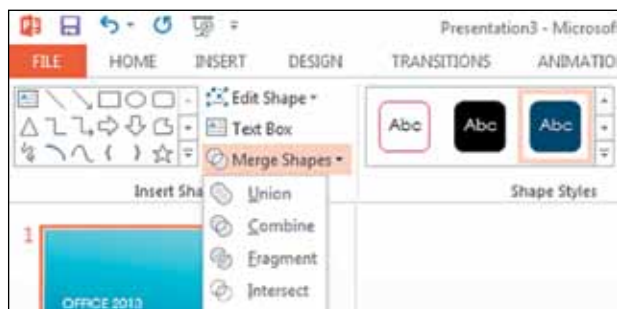 Presentation3 - Microsof
FILE HOME INSERT DESIGN TRANSITIONS ANIMATIO
Edit Shape
Text Box
Merge Shapes
Abc Abc Abc
Insert Sha
Shape Styles
Union
Combine
Fragment
Intersect
1
OFFICE 2013